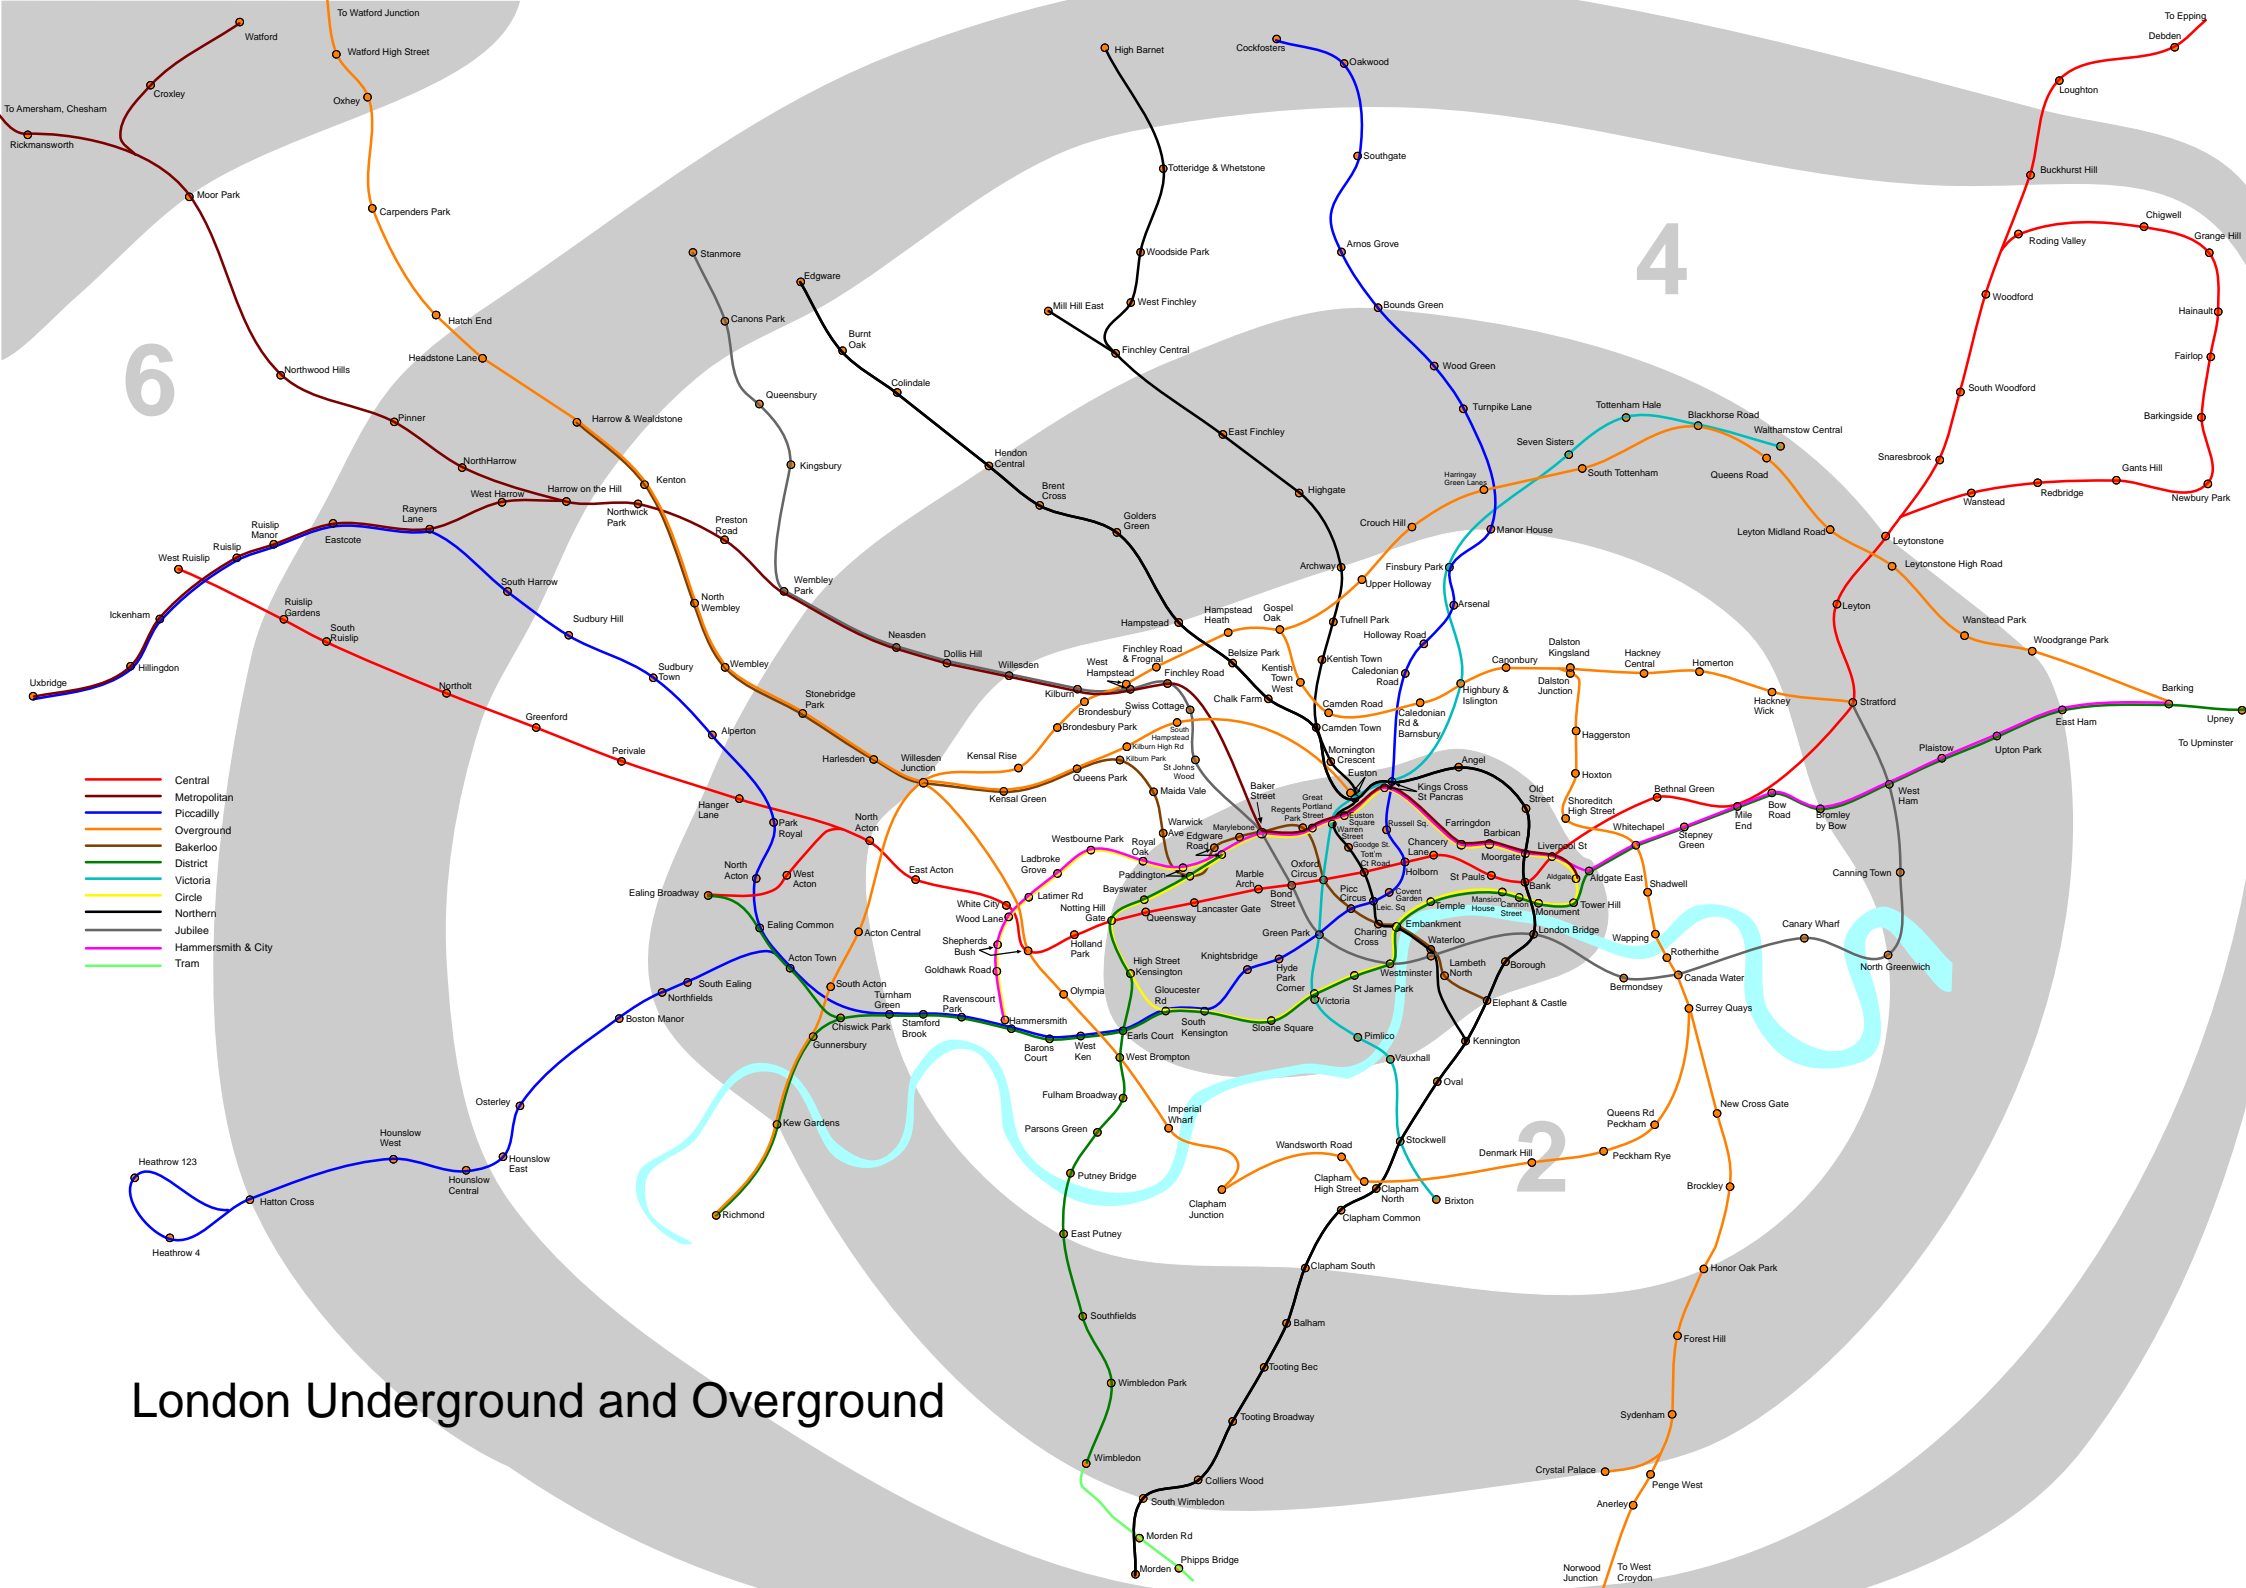 To Watford Junction
Watford
Watford High Street
Croxley
Oxhey
To Amersham, Chesham
Rickmansworth
Moor Park
Carpenders Park
Hatch End
Headstone Lane
Northwood Hills
Pinner
Harrow & Wealdstone
NorthHarrow
Kenton
West Harrow
Harrow on the Hill
Northwick
Park
Rayners
Lane
Eastcote
Ruislip
Manor
Ruislip
West Ruislip
Ickenham
Hillingdon
Uxbridge
Ruislip
Gardens
South
Ruislip
Northolt
Greenford
Perivale
Hanger
Lane
South Harrow
Sudbury Hill
Sudbury
Town
Alperton
Park
Royal
North
Acton
West
Acton
North
Acton
East Acton
Ealing Broadway
Ealing Common
Acton Town
South Ealing
Northfields
Boston Manor
Osterley
Hounslow
East
Hounslow
Central
Hounslow
West
Hatton Cross
Heathrow 123
Heathrow 4
Preston
Road
Wembley
Park
North
Wembley
Wembley
Stonebridge
Park
Harlesden
Willesden
Junction
Stanmore
Canons Park
Queensbury
Kingsbury
Neasden
Dollis Hill
Willesden
Kilburn
West
Hampstead
Finchley Road
& Frognal
Finchley Road
Swiss Cottage
St Johns
Wood
Brondesbury
Brondesbury Park
Kensal Rise
Kensal Green
Queens Park
South
Hampstead
Kilburn High Rd
Kilburn Park
Maida Vale
Warwick
Ave
Edgware
Burnt
Oak
Colindale
Hendon
Central
Brent
Cross
Golders
Green
Hampstead
Belsize Park
Chalk Farm
Camden Town
Mornington
Crescent
Euston
High Barnet
Totteridge & Whetstone
Woodside Park
West Finchley
Mill Hill East
Finchley Central
East Finchley
Highgate
Archway
Tufnell Park
Kentish Town
Kentish
Town
West
Hampstead
Heath
Gospel
Oak
Upper Holloway
Crouch Hill
Harringay
Green Lanes
South Tottenham
Camden Road
Caledonian
Rd &
Barnsbury
Cockfosters
Oakwood
Southgate
Arnos Grove
Bounds Green
Wood Green
Turnpike Lane
Manor House
Finsbury Park
Arsenal
Holloway Road
Caledonian
Road
Highbury &
Islington
Kings Cross
St Pancras
Seven Sisters
Tottenham Hale
Blackhorse Road
Walthamstow Central
Queens Road
Leyton Midland Road
Leytonstone High Road
Wanstead Park
Woodgrange Park
Barking
Upney
To Upminster
East Ham
Upton Park
Plaistow
West
Ham
Bromley
by Bow
Bow
Road
Mile
End
Stepney
Green
Whitechapel
Canonbury
Dalston
Kingsland
Dalston
Junction
Hackney
Central
Homerton
Hackney
Wick
Stratford
Haggerston
Hoxton
Shoreditch
High Street
Bethnal Green
To Epping
Debden
Loughton
Buckhurst Hill
Chigwell
Roding Valley
Grange Hill
Hainault
Fairlop
Barkingside
Newbury Park
Gants Hill
Redbridge
Wanstead
Woodford
South Woodford
Snaresbrook
Leytonstone
Leyton
4
6
2
Central
Metropolitan
Piccadilly
Overground
Bakerloo
District
Victoria
Circle
Northern
Jubilee
Hammersmith & City
Tram
Baker
Street
Marylebone
Regents
Park
Great
Portland
Street
Euston
Square
Warren
Street
Goodge St.
Tott'm
Ct Road
Russell Sq.
Angel
Old
Street
Farringdon
Barbican
Moorgate
Liverpool St
Aldgate
Aldgate East
Chancery
Lane
Holborn
St Pauls
Bank
Oxford
Circus
Bond
Street
Marble
Arch
Lancaster Gate
Queensway
Notting Hill
Gate
Holland
Park
Shepherds
Bush
White City
Wood Lane
Goldhawk Road
Latimer Rd
Ladbroke
Grove
Westbourne Park
Royal
Oak
Paddington
Edgware
Road
Bayswater
High Street
Kensington
Gloucester
Rd
South
Kensington
Sloane Square
Victoria
St James Park
Westminster
Embankment
Temple
Mansion
House
Cannon
Street
Monument
Tower Hill
Covent
Garden
Leic. Sq
Picc
Circus
Charing
Cross
Green Park
Hyde
Park
Corner
Knightsbridge
Waterloo
Lambeth
North
Elephant & Castle
Borough
London Bridge
Bermondsey
Canada Water
Canary Wharf
North Greenwich
Canning Town
Shadwell
Wapping
Rotherhithe
Surrey Quays
New Cross Gate
Brockley
Honor Oak Park
Forest Hill
Sydenham
Crystal Palace
Penge West
Anerley
Norwood
Junction
To West
Croydon
Queens Rd
Peckham
Peckham Rye
Denmark Hill
Clapham
High Street
Wandsworth Road
Clapham
Junction
Imperial
Wharf
West Brompton
Olympia
Earls Court
West
Ken
Barons
Court
Hammersmith
Ravenscourt
Park
Stamford
Brook
Turnham
Green
Chiswick Park
Gunnersbury
South Acton
Acton Central
Kew Gardens
Richmond
Fulham Broadway
Parsons Green
Putney Bridge
East Putney
Southfields
Wimbledon Park
Wimbledon
Morden Rd
Phipps Bridge
Pimlico
Vauxhall
Stockwell
Brixton
Kennington
Oval
Clapham
North
Clapham Common
Clapham South
Balham
Tooting Bec
Tooting Broadway
Colliers Wood
South Wimbledon
Morden
London Underground and Overground